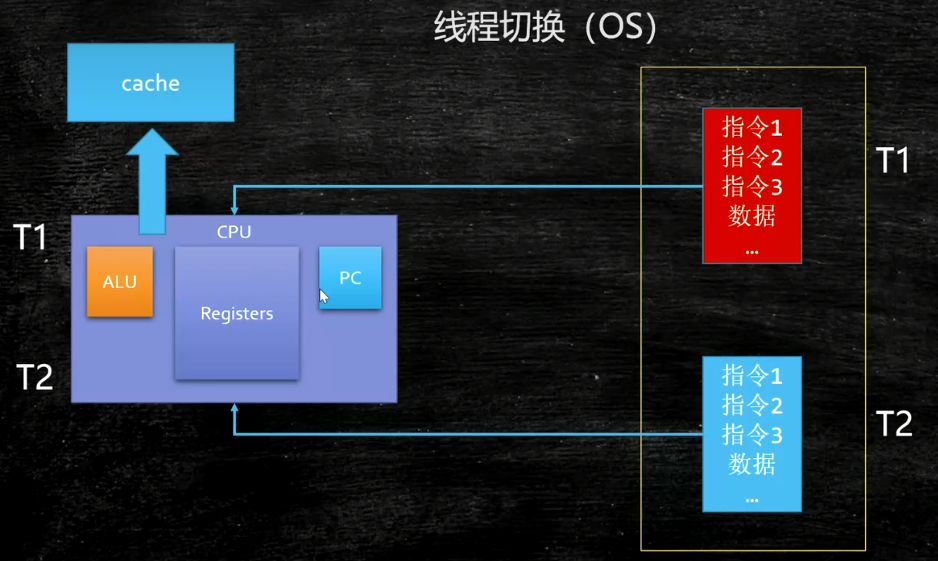 线程切换（OS）
cache
T1
CPU
ALU
Registers
PC
T2
指令1
指令2
指令3
数据
...
T1
指令1
指令2
指令3
数据
...
T2